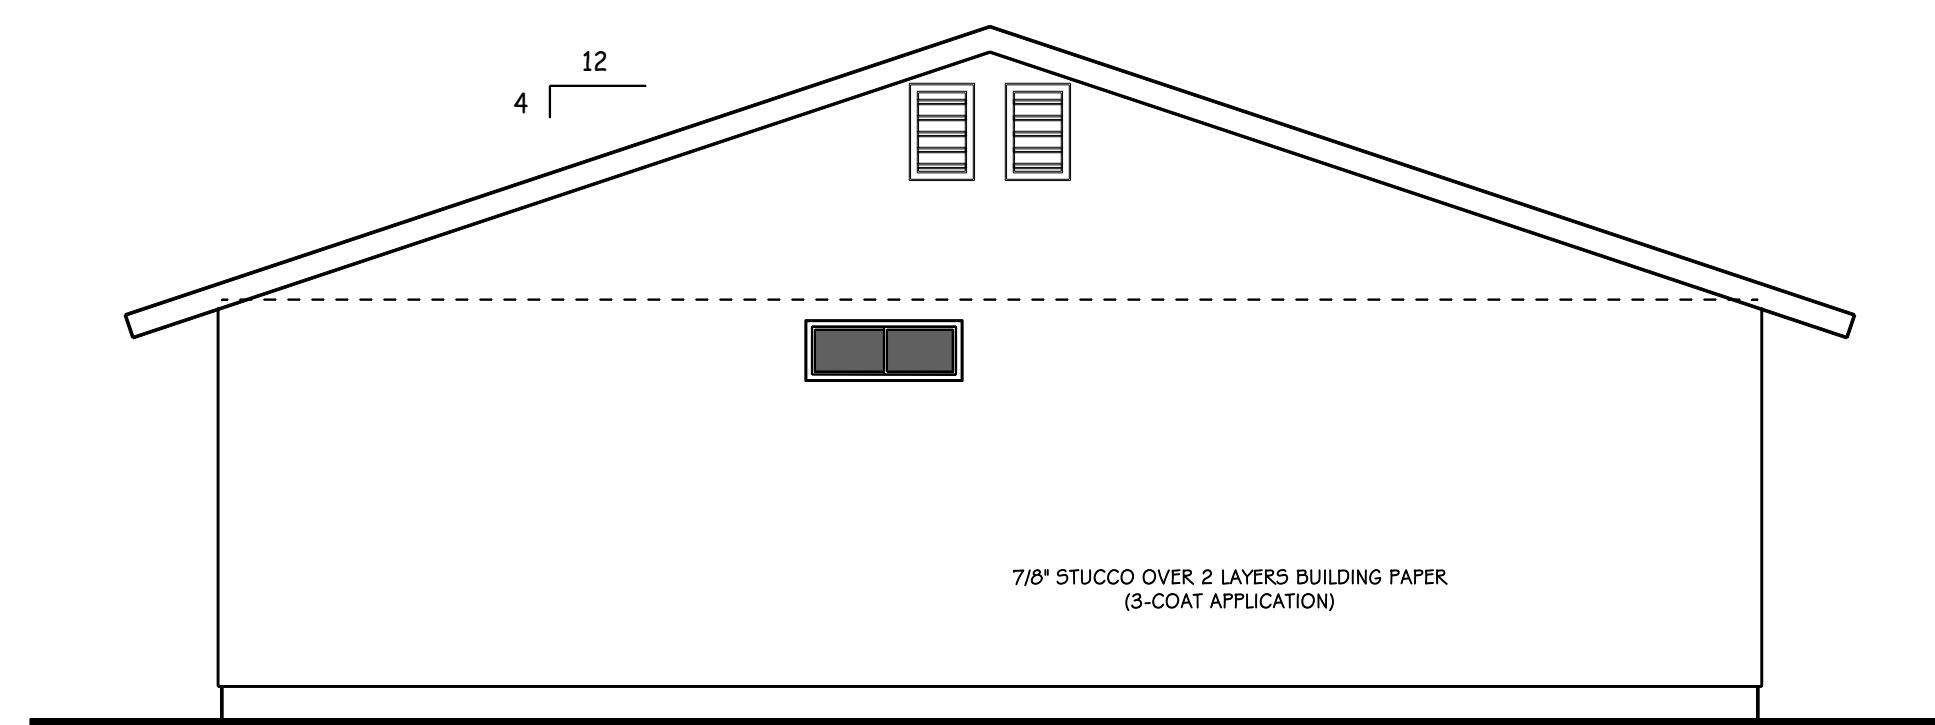 12
4
7/8" STUCCO OVER 2 LAYERS BUILDING PAPER
(3-COAT APPLICATION)